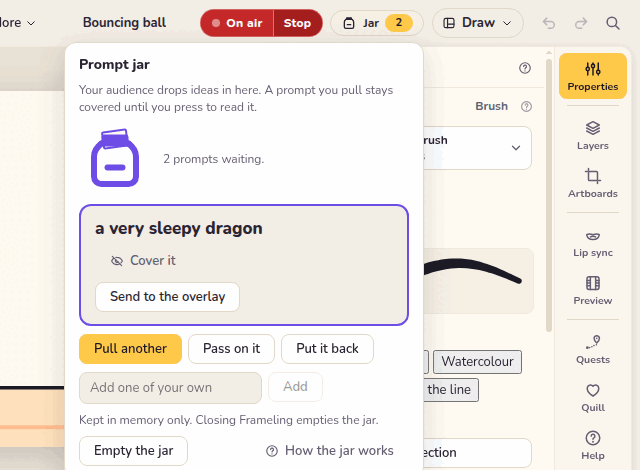 Bouncing ball
On air
Stop
Jar
2
Draw
Prompt jar
Your audience drops ideas in here. A prompt you pull stays
covered until you press to read it.
2 prompts waiting.
a very sleepy dragon
Cover it
Send to the overlay
Pull another
Pass on it
Put it back
Add one of your own
Add
Kept in memory only. Closing Frameling empties the jar.
Empty the jar
How the jar works
Brush
Watercolour
the line
Properties
Layers
Artboards
Lip sync
Preview
Quests
Quill
Help